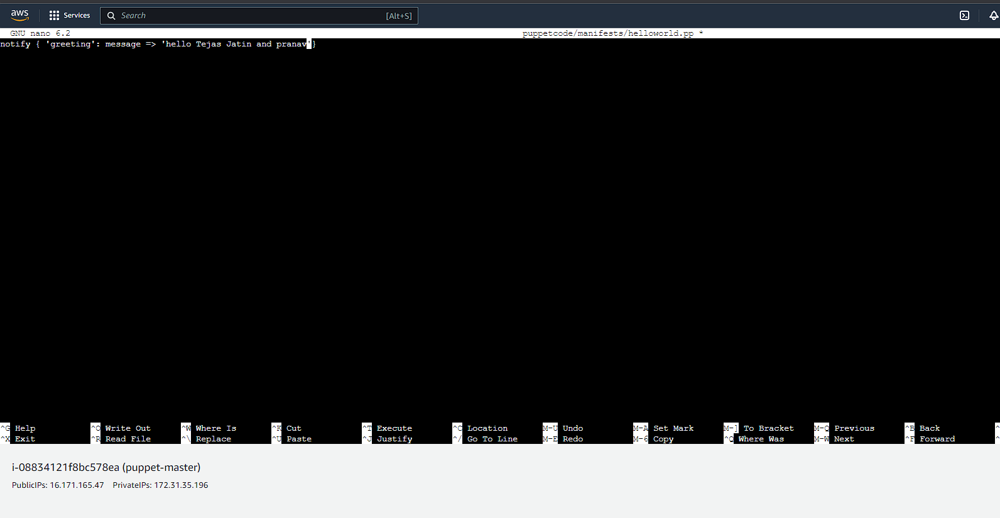 aws Services Search [Alt+S]
GNU nano 6.2 puppetcode/manifests/helloworld.pp *
notify { 'greeting': message => 'hello Tejas Jatin and pranav'}
^G Help ^O Write Out ^W Where Is ^K Cut ^T Execute ^C Location M-U Undo M-A Set Mark M-] To Bracket M-Q Previous ^B Back ^
^X Exit ^R Read File ^\ Replace ^U Paste ^J Justify ^/ Go To Line M-E Redo M-6 Copy ^Q Where Was M-W Next ^F Forward ^
i-08834121f8bc578ea (puppet-master)
PublicIPs: 16.171.165.47 PrivateIPs: 172.31.35.196